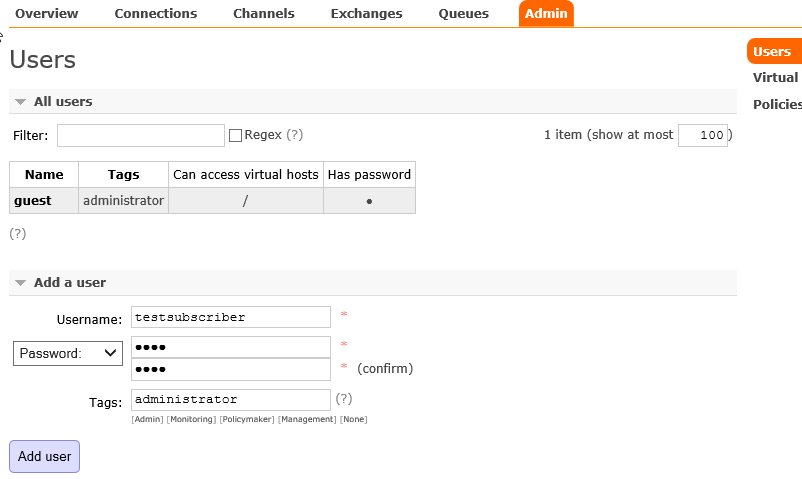 Overview Connections Channels Exchanges Queues Admin
Users
Users
Virtual
Policies
All users
Filter: Regex (?) 1 item (show at most 100 )
Name Tags Can access virtual hosts Has password
guest administrator / ●
(?)
Add a user
Username: testsubscriber *
Password: ●●●● *
●●●● * (confirm)
Tags: administrator (?)
[Admin] [Monitoring] [Policymaker] [Management] [None]
Add user